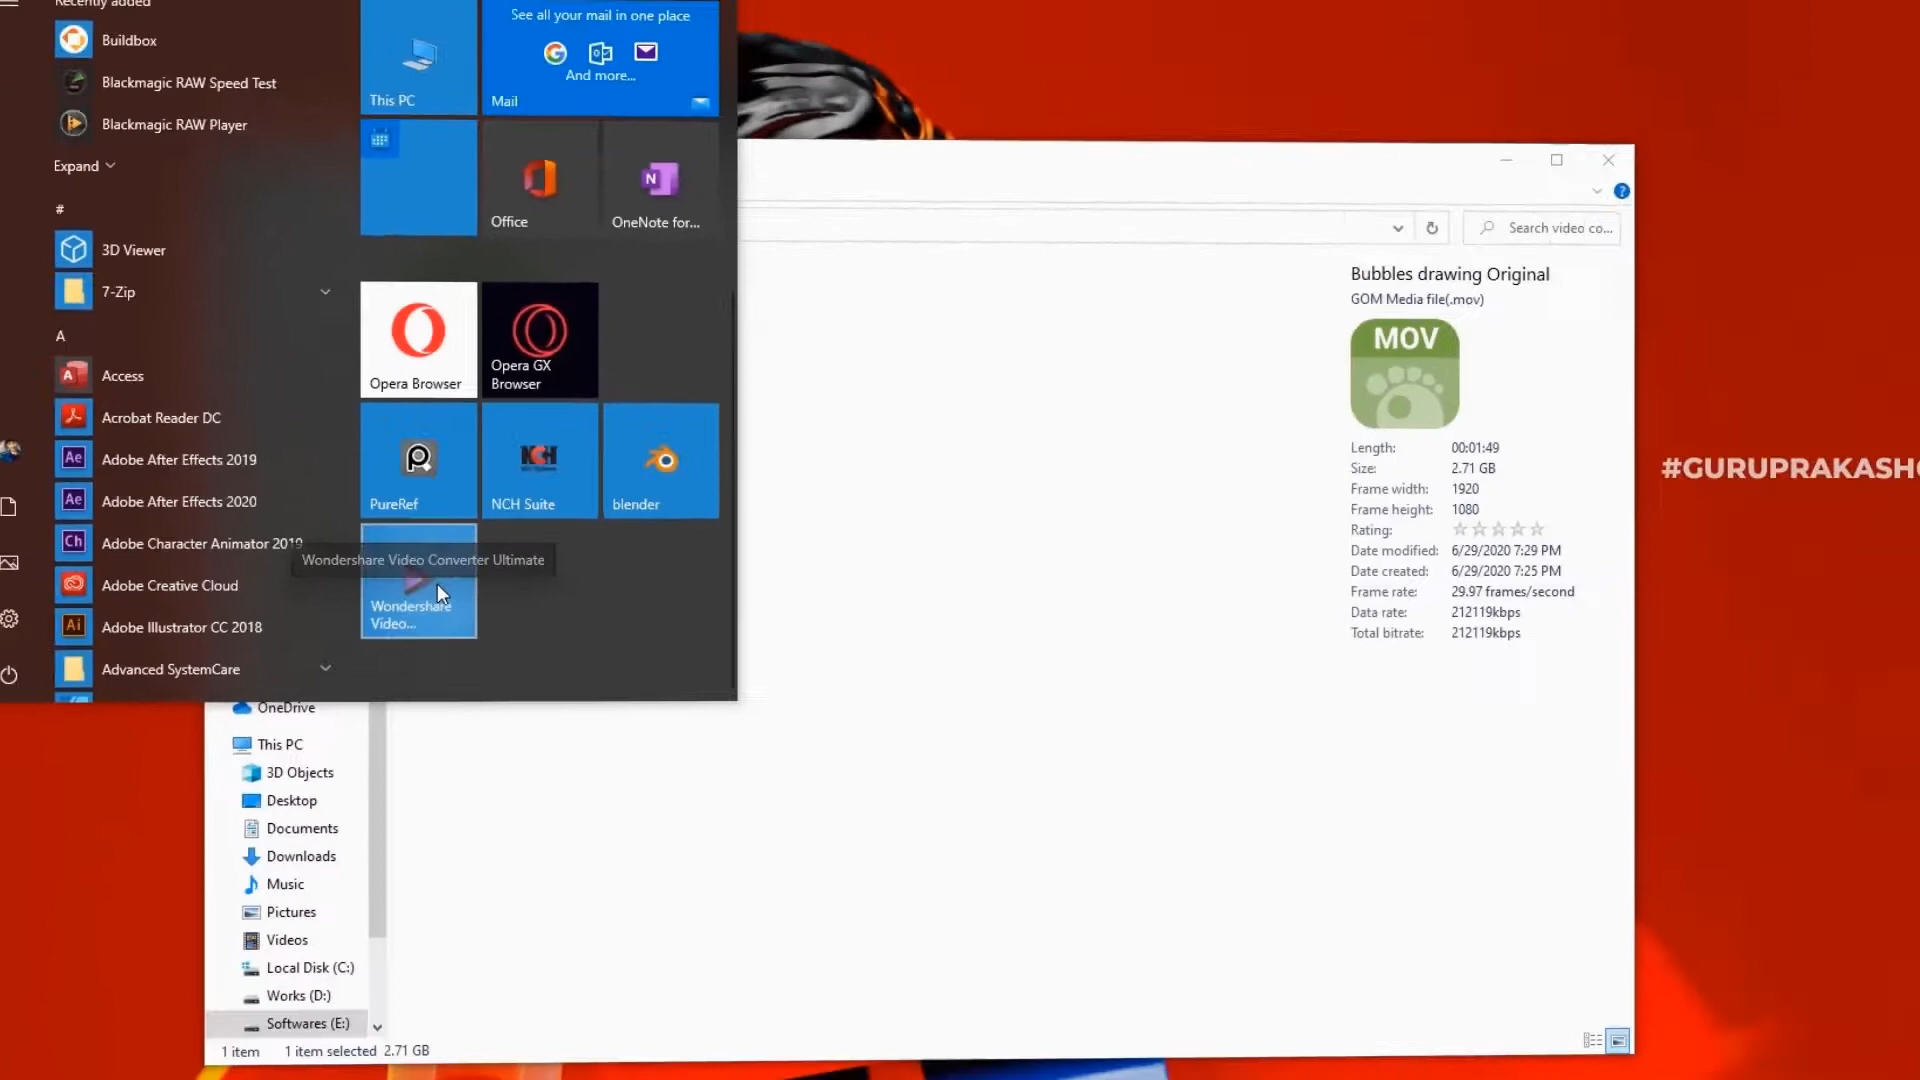 Recently added
Buildbox
Blackmagic RAW Speed Test
Blackmagic RAW Player
Expand
#
3D Viewer
7-Zip
A
Access
Acrobat Reader DC
Adobe After Effects 2019
Adobe After Effects 2020
Adobe Character Animator 2019
Adobe Creative Cloud
Adobe Illustrator CC 2018
Advanced SystemCare
See all your mail in one place
And more...
This PC
Mail
Office
OneNote for...
Opera Browser
Opera GX
Browser
PureRef
NCH
NCH Suite
blender
Wondershare Video Converter Ultimate
Wondershare
Video...
Search video co...
Bubbles drawing Original
GOM Media file(.mov)
MOV
Length: 00:01:49
Size: 2.71 GB
Frame width: 1920
Frame height: 1080
Rating:
Date modified: 6/29/2020 7:29 PM
Date created: 6/29/2020 7:25 PM
Frame rate: 29.97 frames/second
Data rate: 212119kbps
Total bitrate: 212119kbps
#GURUPRAKASH
OneDrive
This PC
3D Objects
Desktop
Documents
Downloads
Music
Pictures
Videos
Local Disk (C:)
Works (D:)
Softwares (E:)
1 item 1 item selected 2.71 GB